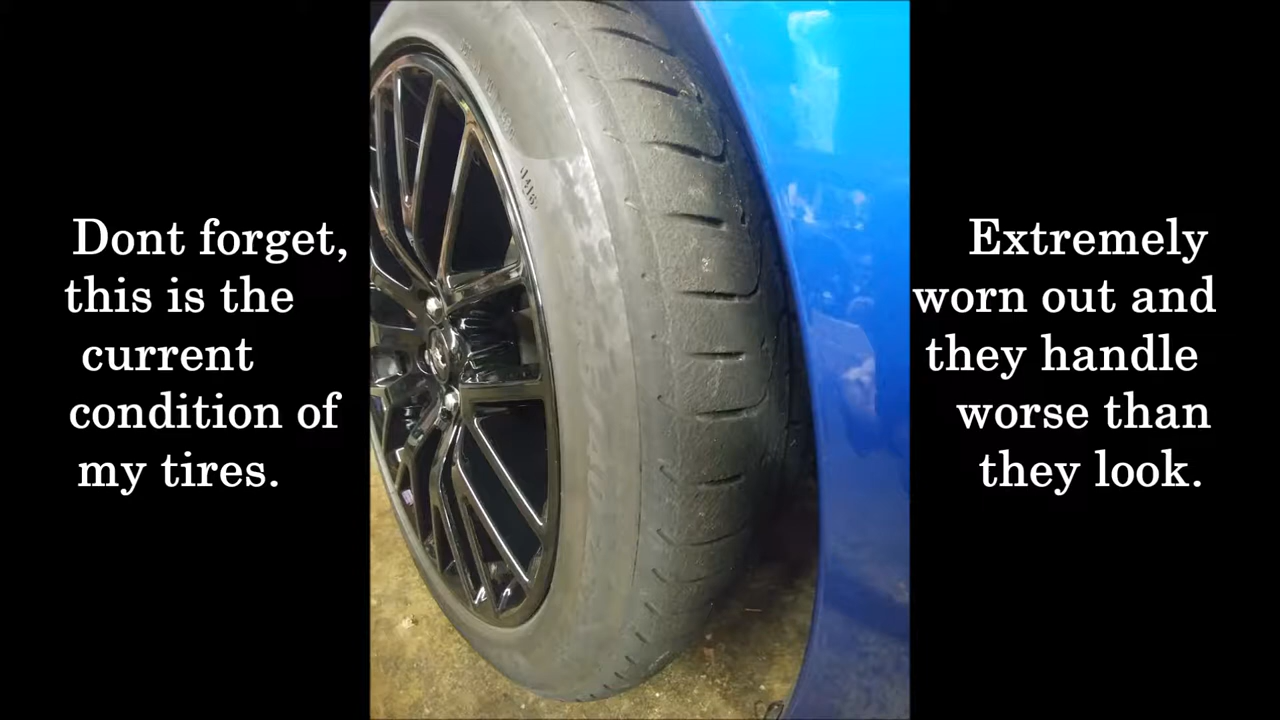 Dont forget,
this is the
current
condition of
my tires.
Extremely
worn out and
they handle
worse than
they look.